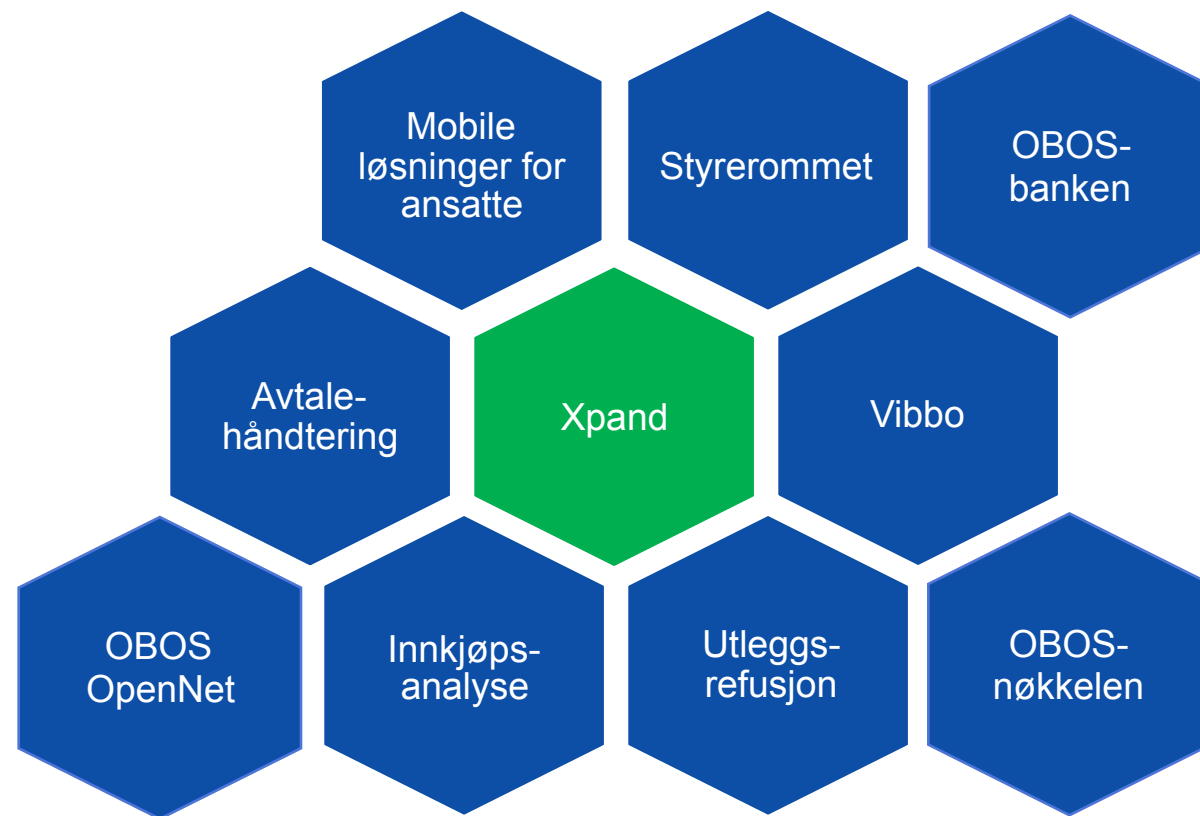 Mobile
løsninger for
ansatte
Styrerommet
OBOS-
banken
Avtale-
håndtering
Xpand
Vibbo
OBOS
OpenNet
Innkjøps-
analyse
Utleggs-
refusjon
OBOS-
nøkkelen